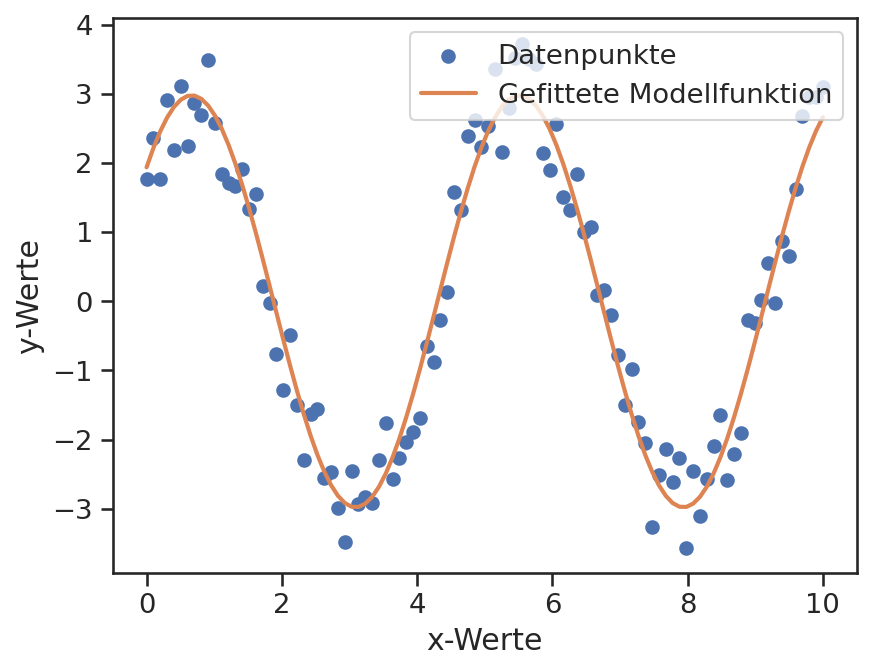 Datenpunkte
Gefittete Modellfunktion
y-Werte
4
3
2
1
0
−1
−2
−3
0 2 4 6 8 10
x-Werte